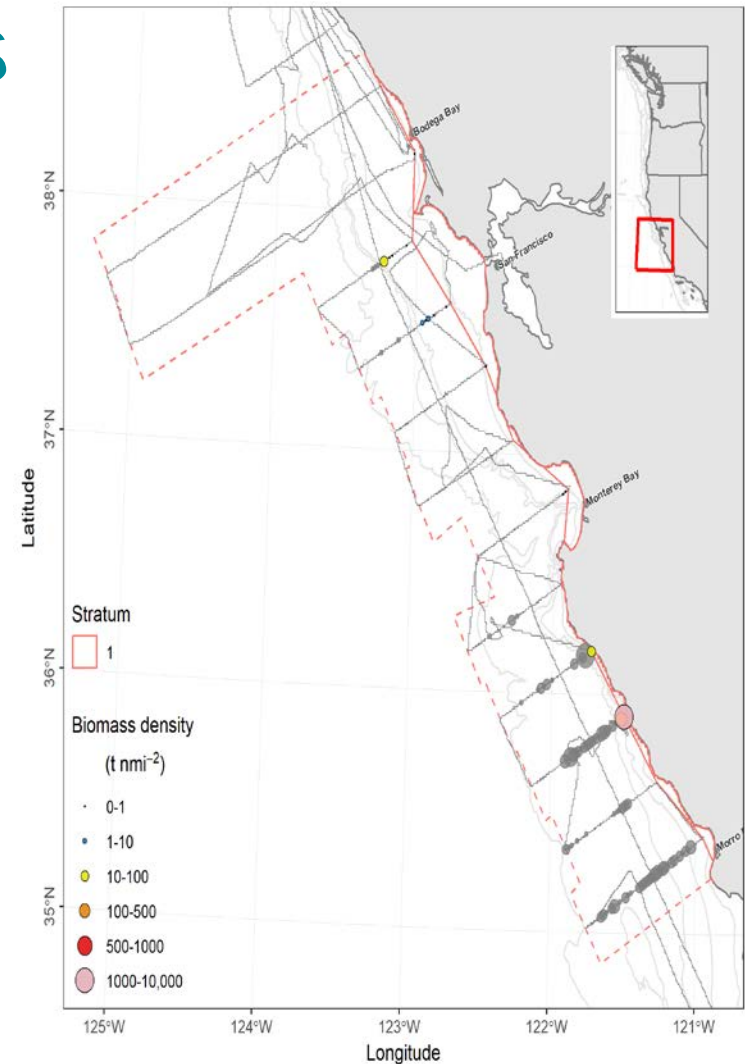 S
Bodega Bay
38°N
San Francisco
37°N
Latitude
Monterey Bay
Stratum
1
36°N
Biomass density
(t nmi⁻²)
0-1
1-10
10-100
100-500
500-1000
1000-10,000
Morro
35°N
125°W
124°W
123°W
122°W
121°W
Longitude